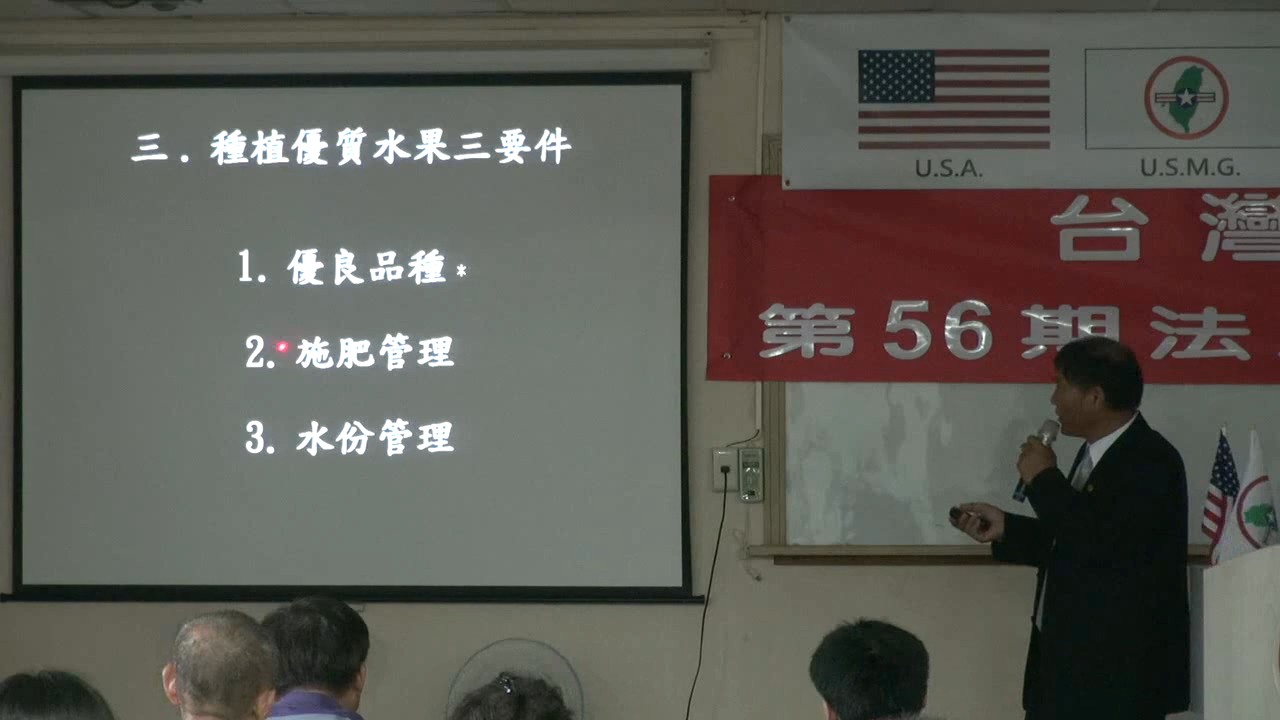 三. 種植優質水果三要件
1. 優良品種*
2. 施肥管理
3. 水份管理
U.S.A.
U.S.M.G.
台灣
第56期法